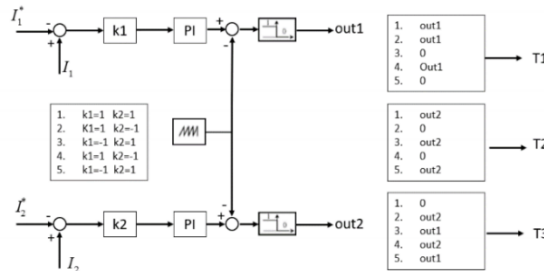 I₁* - + k1 PI + - 0 out1
I₁
1. k1=1 k2=1
2. K1=1 k2=-1
3. k1=-1 k2=1
4. k1=1 k2=-1
5. k1=-1 k2=1
I₂* - + k2 PI + - 0 out2
I₂
1. out1
2. out1
3. 0
4. Out1
5. 0
T1
1. out2
2. 0
3. out2
4. 0
5. out2
T2
1. 0
2. out2
3. out1
4. out2
5. out1
T3